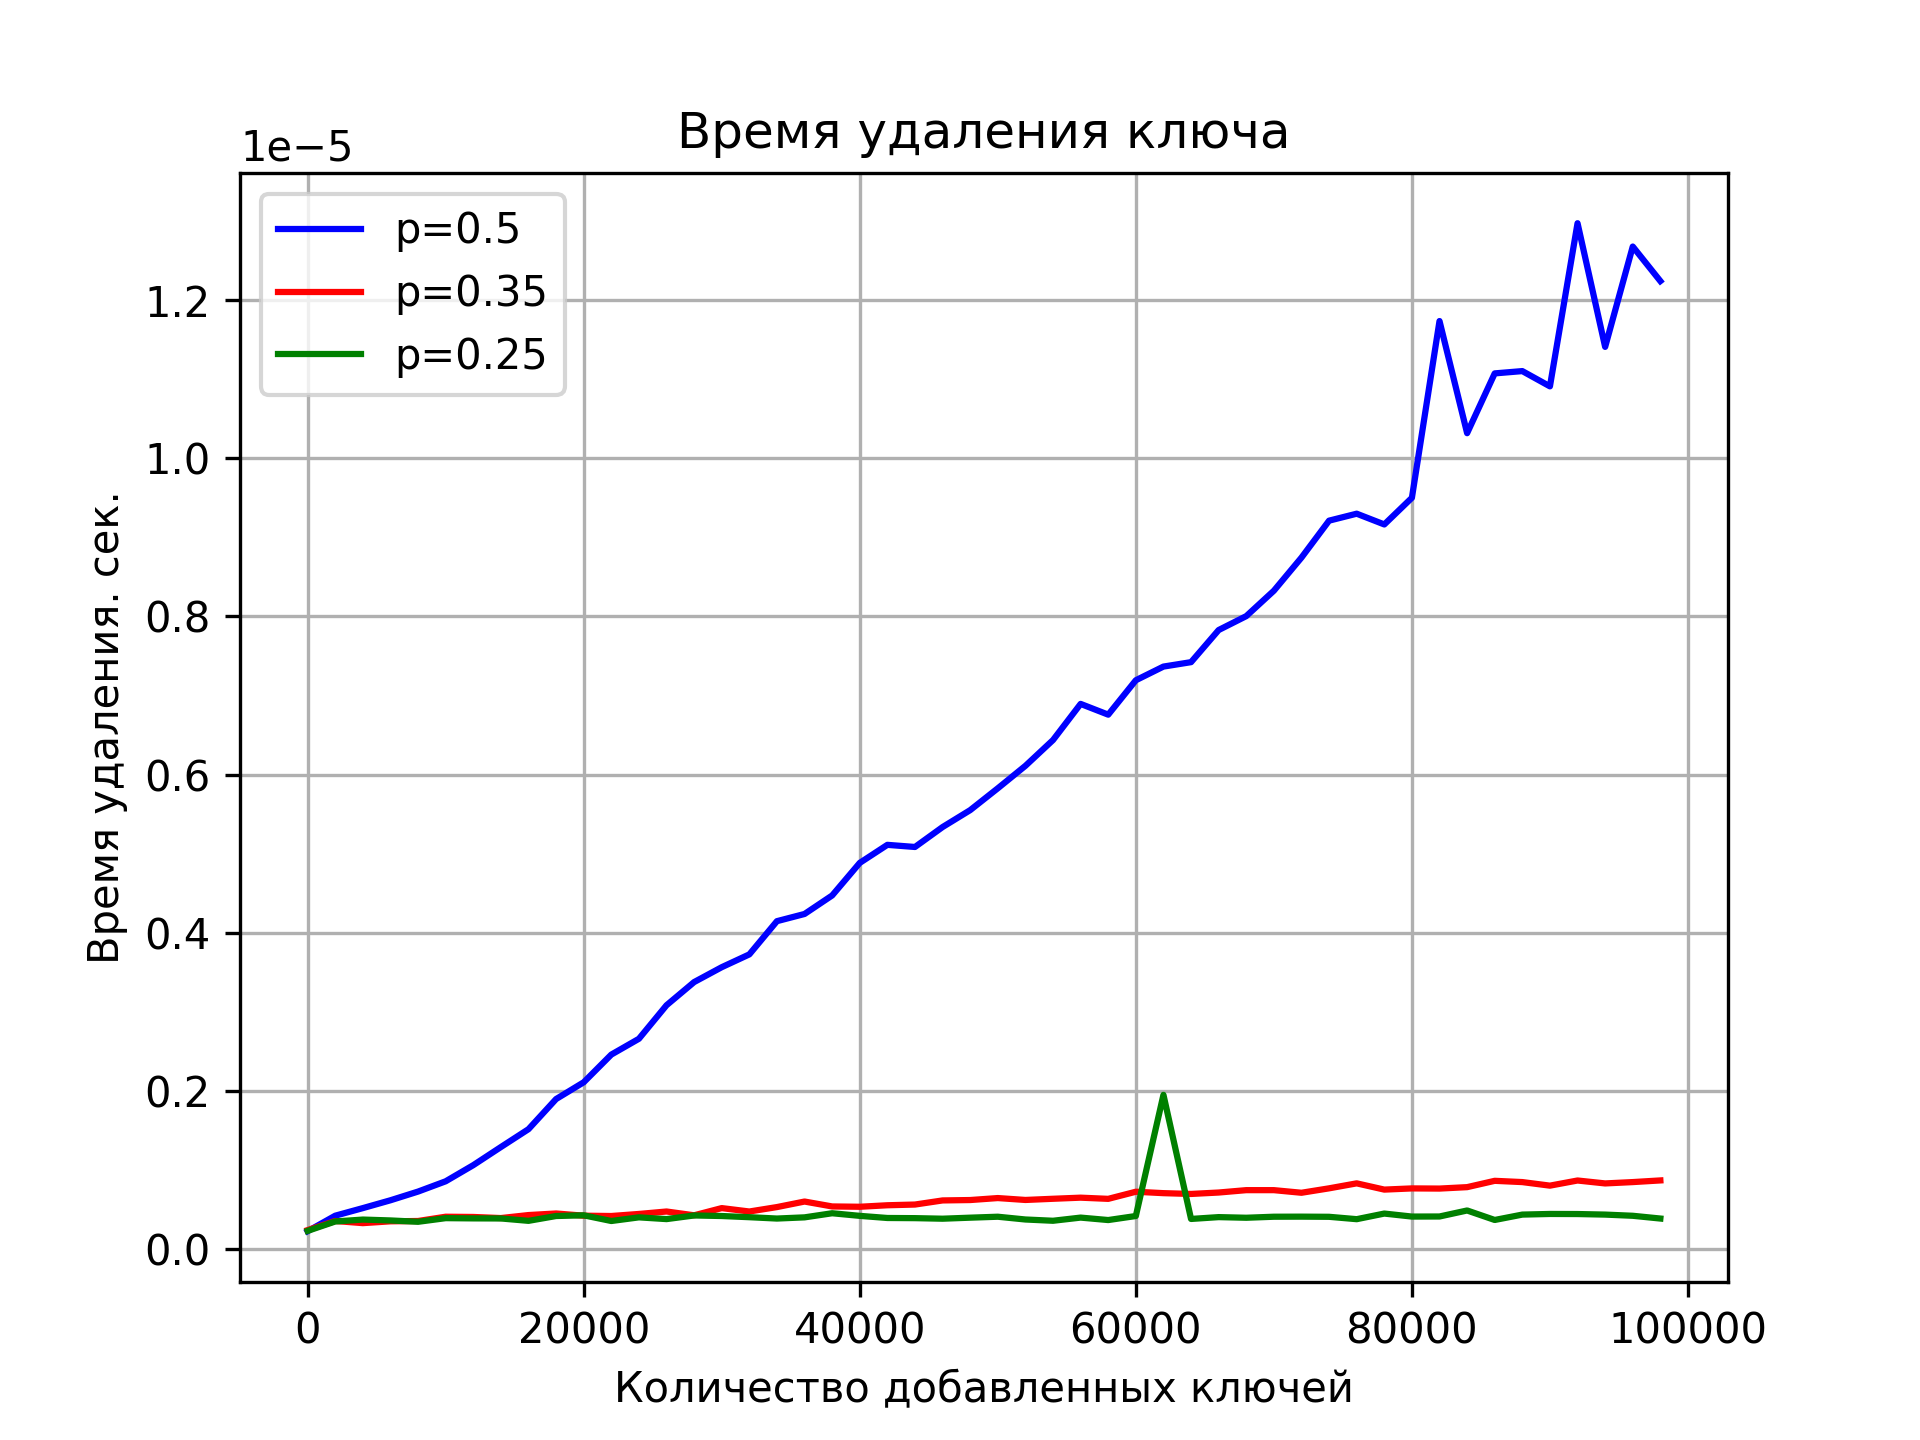 Время удаления ключа
1e−5
p=0.5
p=0.35
p=0.25
1.2
1.0
0.8
0.6
0.4
0.2
0.0
Время удаления. сек.
0
20000
40000
60000
80000
100000
Количество добавленных ключей